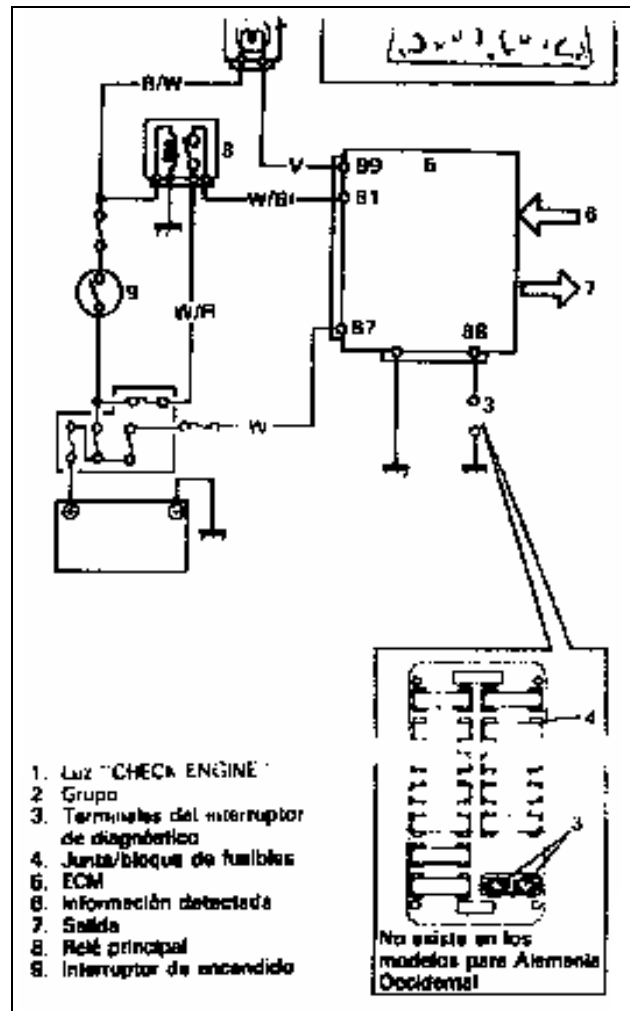 B/W
8
V
B9
5
W/Bl
B1
6
9
7
W/R
B7
B8
3
W
4
3
1. Luz "CHECK ENGINE"
2 Grupo
3. Terminales del interruptor
de diagnóstico
4. Junta/bloque de fusibles
5. ECM
6. Información detectada
7. Salida
8. Relé principal
9. Interruptor de encendido
No existe en los
modelos para Alemania
Occidental